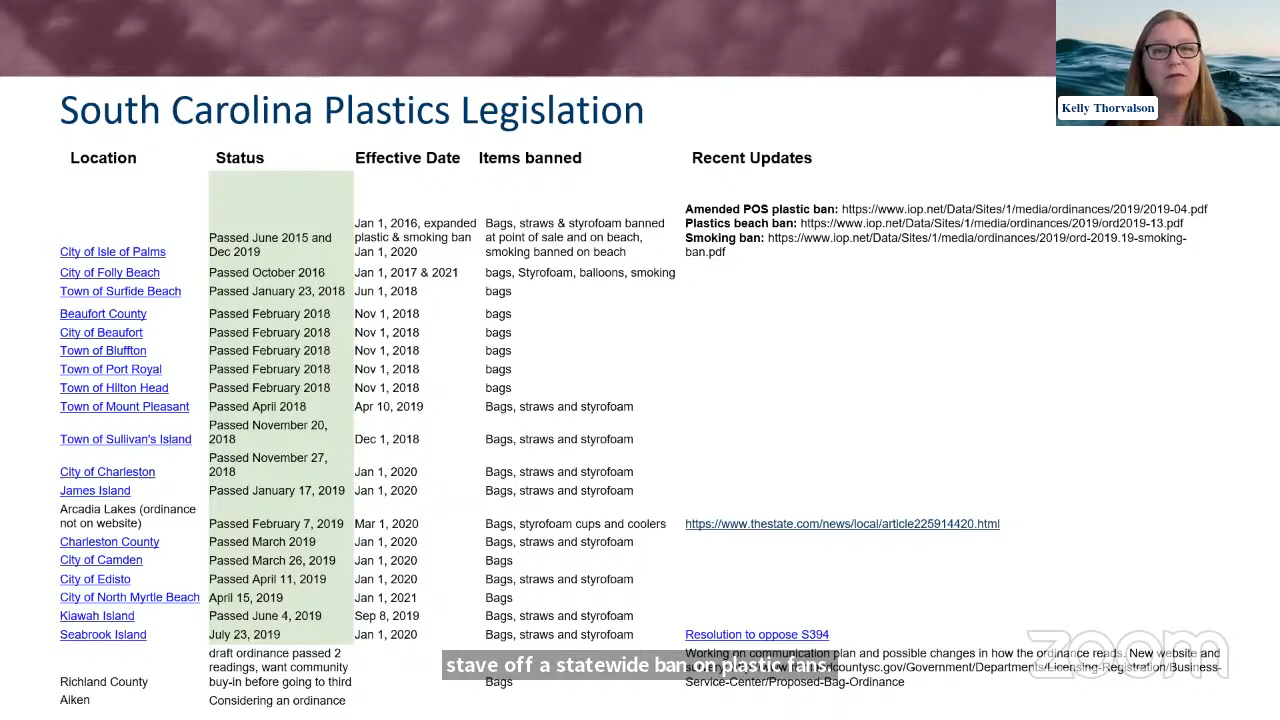 Kelly Thorvalson
South Carolina Plastics Legislation
Location Status Effective Date Items banned Recent Updates
City of Isle of Palms Passed June 2015 and Dec 2019 Jan 1, 2016, expanded plastic & smoking ban Jan 1, 2020 Bags, straws & styrofoam banned at point of sale and on beach, smoking banned on beach Amended POS plastic ban: https://www.iop.net/Data/Sites/1/media/ordinances/2019/2019-04.pdf
Plastics beach ban: https://www.iop.net/Data/Sites/1/media/ordinances/2019/ord2019-13.pdf
Smoking ban: https://www.iop.net/Data/Sites/1/media/ordinances/2019/ord-2019.19-smoking-
ban.pdf
City of Folly Beach Passed October 2016 Jan 1, 2017 & 2021 bags, Styrofoam, balloons, smoking
Town of Surfide Beach Passed January 23, 2018 Jun 1, 2018 bags
Beaufort County Passed February 2018 Nov 1, 2018 bags
City of Beaufort Passed February 2018 Nov 1, 2018 bags
Town of Bluffton Passed February 2018 Nov 1, 2018 bags
Town of Port Royal Passed February 2018 Nov 1, 2018 bags
Town of Hilton Head Passed February 2018 Nov 1, 2018 bags
Town of Mount Pleasant Passed April 2018 Apr 10, 2019 Bags, straws and styrofoam
Town of Sullivan's Island Passed November 20, 2018 Dec 1, 2018 Bags, straws and styrofoam
City of Charleston Passed November 27, 2018 Jan 1, 2020 Bags, straws and styrofoam
James Island Passed January 17, 2019 Jan 1, 2020 Bags, straws and styrofoam
Arcadia Lakes (ordinance not on website) Passed February 7, 2019 Mar 1, 2020 Bags, styrofoam cups and coolers https://www.thestate.com/news/local/article225914420.html
Charleston County Passed March 2019 Jan 1, 2020 Bags, straws and styrofoam
City of Camden Passed March 26, 2019 Jan 1, 2020 Bags
City of Edisto Passed April 11, 2019 Jan 1, 2020 Bags, straws and styrofoam
City of North Myrtle Beach April 15, 2019 Jan 1, 2021 Bags
Kiawah Island Passed June 4, 2019 Sep 8, 2019 Bags, straws and styrofoam
Seabrook Island July 23, 2019 Jan 1, 2020 Bags, straws and styrofoam Resolution to oppose S394
Richland County draft ordinance passed 2 readings, want community buy-in before going to third Bags Working on communication plan and possible changes in how the ordinance reads. New website and
countysc.gov/Government/Departments/Licensing-Registration/Business-
Service-Center/Proposed-Bag-Ordinance
Aiken Considering an ordinance
stave off a statewide ban on plastic fans.
zoom